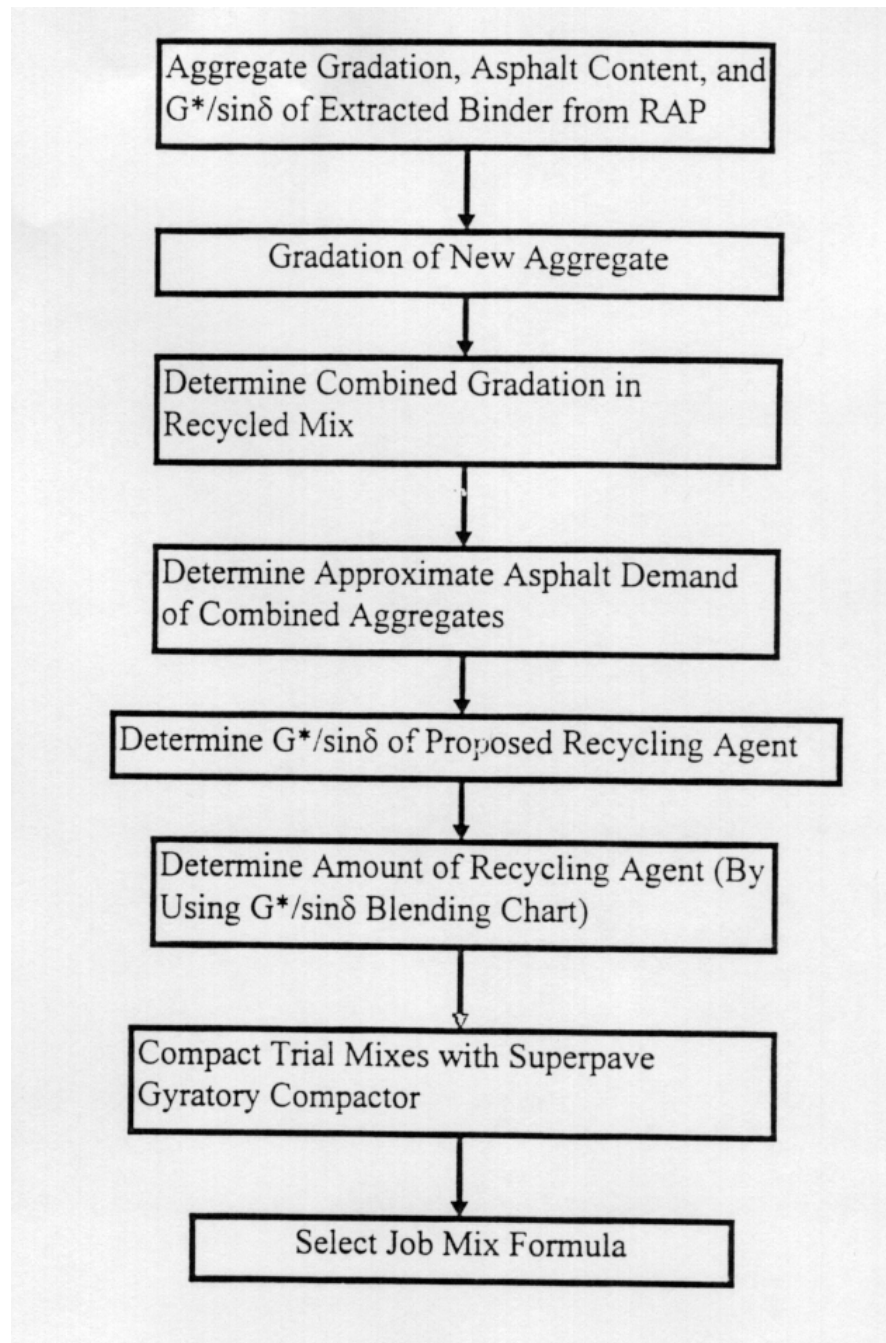 Aggregate Gradation, Asphalt Content, and
G*/sinδ of Extracted Binder from RAP
Gradation of New Aggregate
Determine Combined Gradation in
Recycled Mix
Determine Approximate Asphalt Demand
of Combined Aggregates
Determine G*/sinδ of Proposed Recycling Agent
Determine Amount of Recycling Agent (By
Using G*/sinδ Blending Chart)
Compact Trial Mixes with Superpave
Gyratory Compactor
Select Job Mix Formula